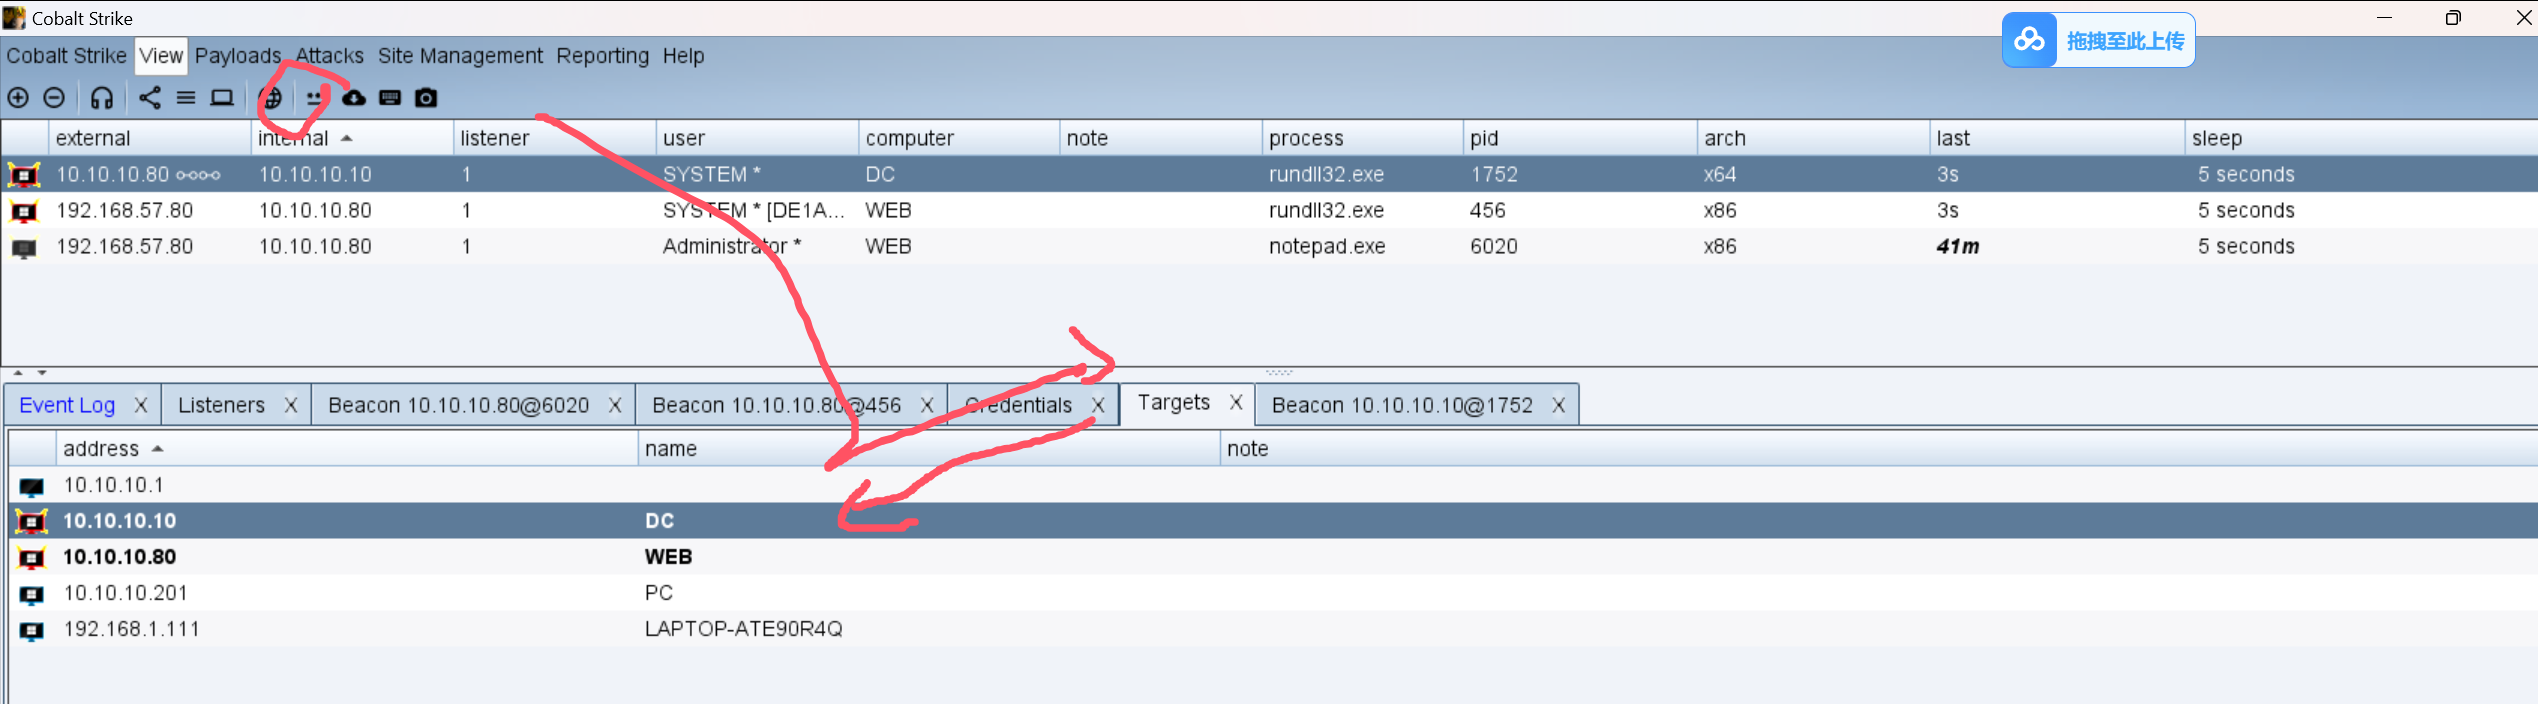 Cobalt Strike
拖拽至此上传
Cobalt Strike View Payloads Attacks Site Management Reporting Help
external internal listener user computer note process pid arch last sleep
10.10.10.80 10.10.10.10 1 SYSTEM * DC rundll32.exe 1752 x64 3s 5 seconds
192.168.57.80 10.10.10.80 1 SYSTEM * [DE1A... WEB rundll32.exe 456 x86 3s 5 seconds
192.168.57.80 10.10.10.80 1 Administrator * WEB notepad.exe 6020 x86 41m 5 seconds
Event Log X Listeners X Beacon 10.10.10.80@6020 X Beacon 10.10.10.80@456 X Credentials X Targets X Beacon 10.10.10.10@1752 X
address name note
10.10.10.1
10.10.10.10 DC
10.10.10.80 WEB
10.10.10.201 PC
192.168.1.111 LAPTOP-ATE90R4Q